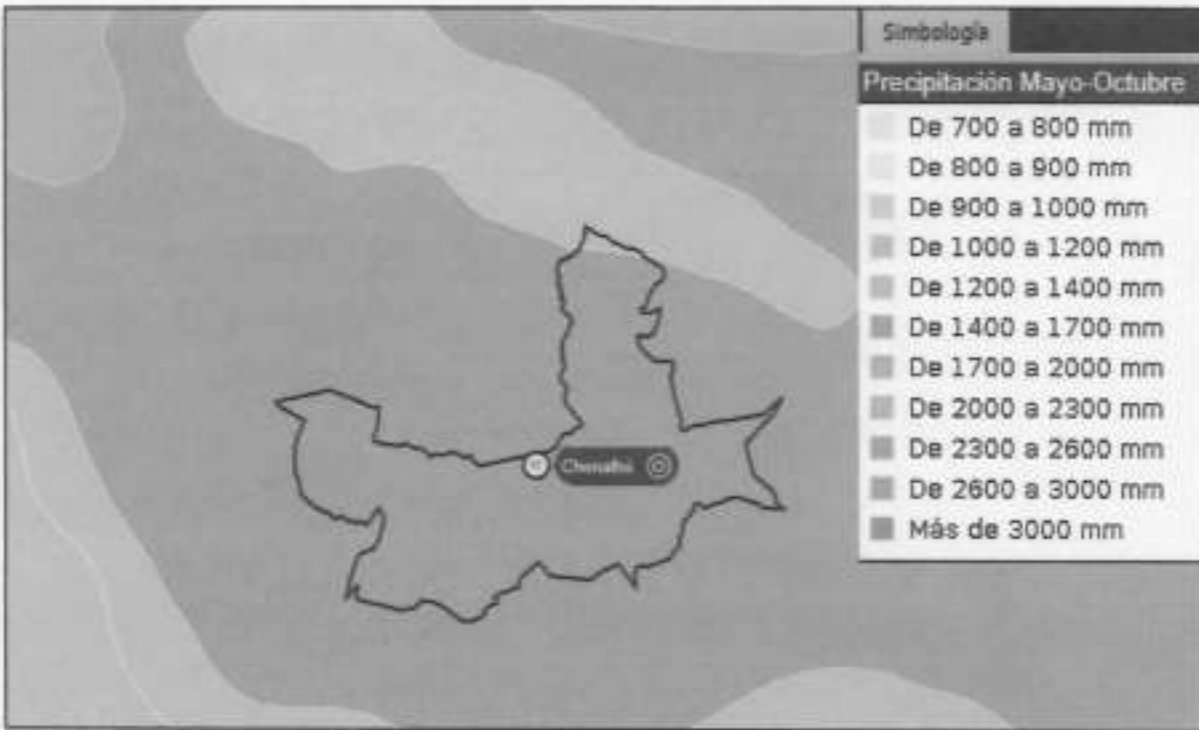 Simbología
Precipitación Mayo-Octubre
De 700 a 800 mm
De 800 a 900 mm
De 900 a 1000 mm
De 1000 a 1200 mm
De 1200 a 1400 mm
De 1400 a 1700 mm
De 1700 a 2000 mm
De 2000 a 2300 mm
De 2300 a 2600 mm
De 2600 a 3000 mm
Más de 3000 mm
Chenalhó